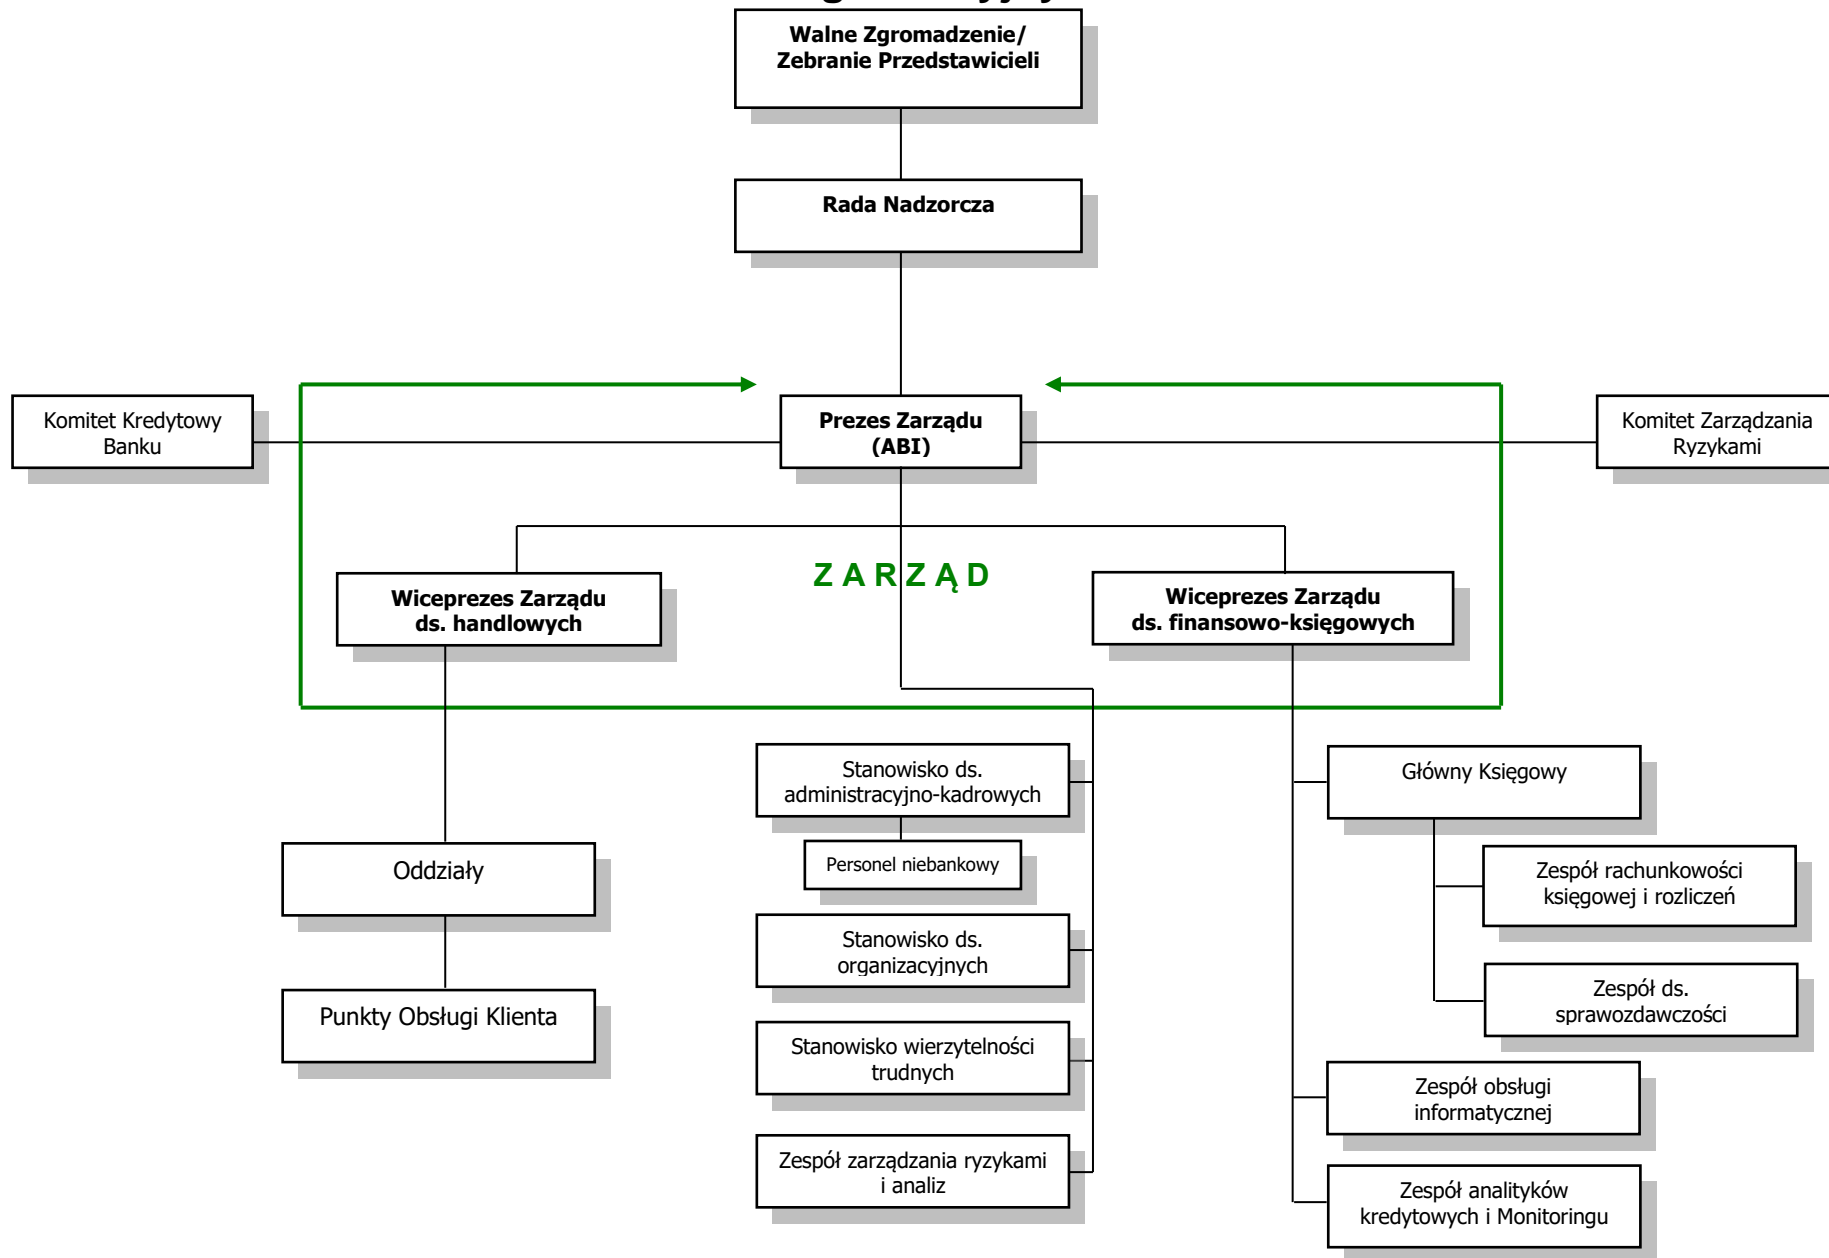 Walne Zgromadzenie/
Zebranie Przedstawicieli
Rada Nadzorcza
Komitet Kredytowy
Banku
Prezes Zarządu
(ABI)
Komitet Zarządzania
Ryzykami
Z A R Z Ą D
Wiceprezes Zarządu
ds. handlowych
Wiceprezes Zarządu
ds. finansowo-księgowych
Oddziały
Punkty Obsługi Klienta
Stanowisko ds.
administracyjno-kadrowych
Personel niebankowy
Stanowisko ds.
organizacyjnych
Stanowisko wierzytelności
trudnych
Zespół zarządzania ryzykami
i analiz
Główny Księgowy
Zespół rachunkowości
księgowej i rozliczeń
Zespół ds.
sprawozdawczości
Zespół obsługi
informatycznej
Zespół analityków
kredytowych i Monitoringu